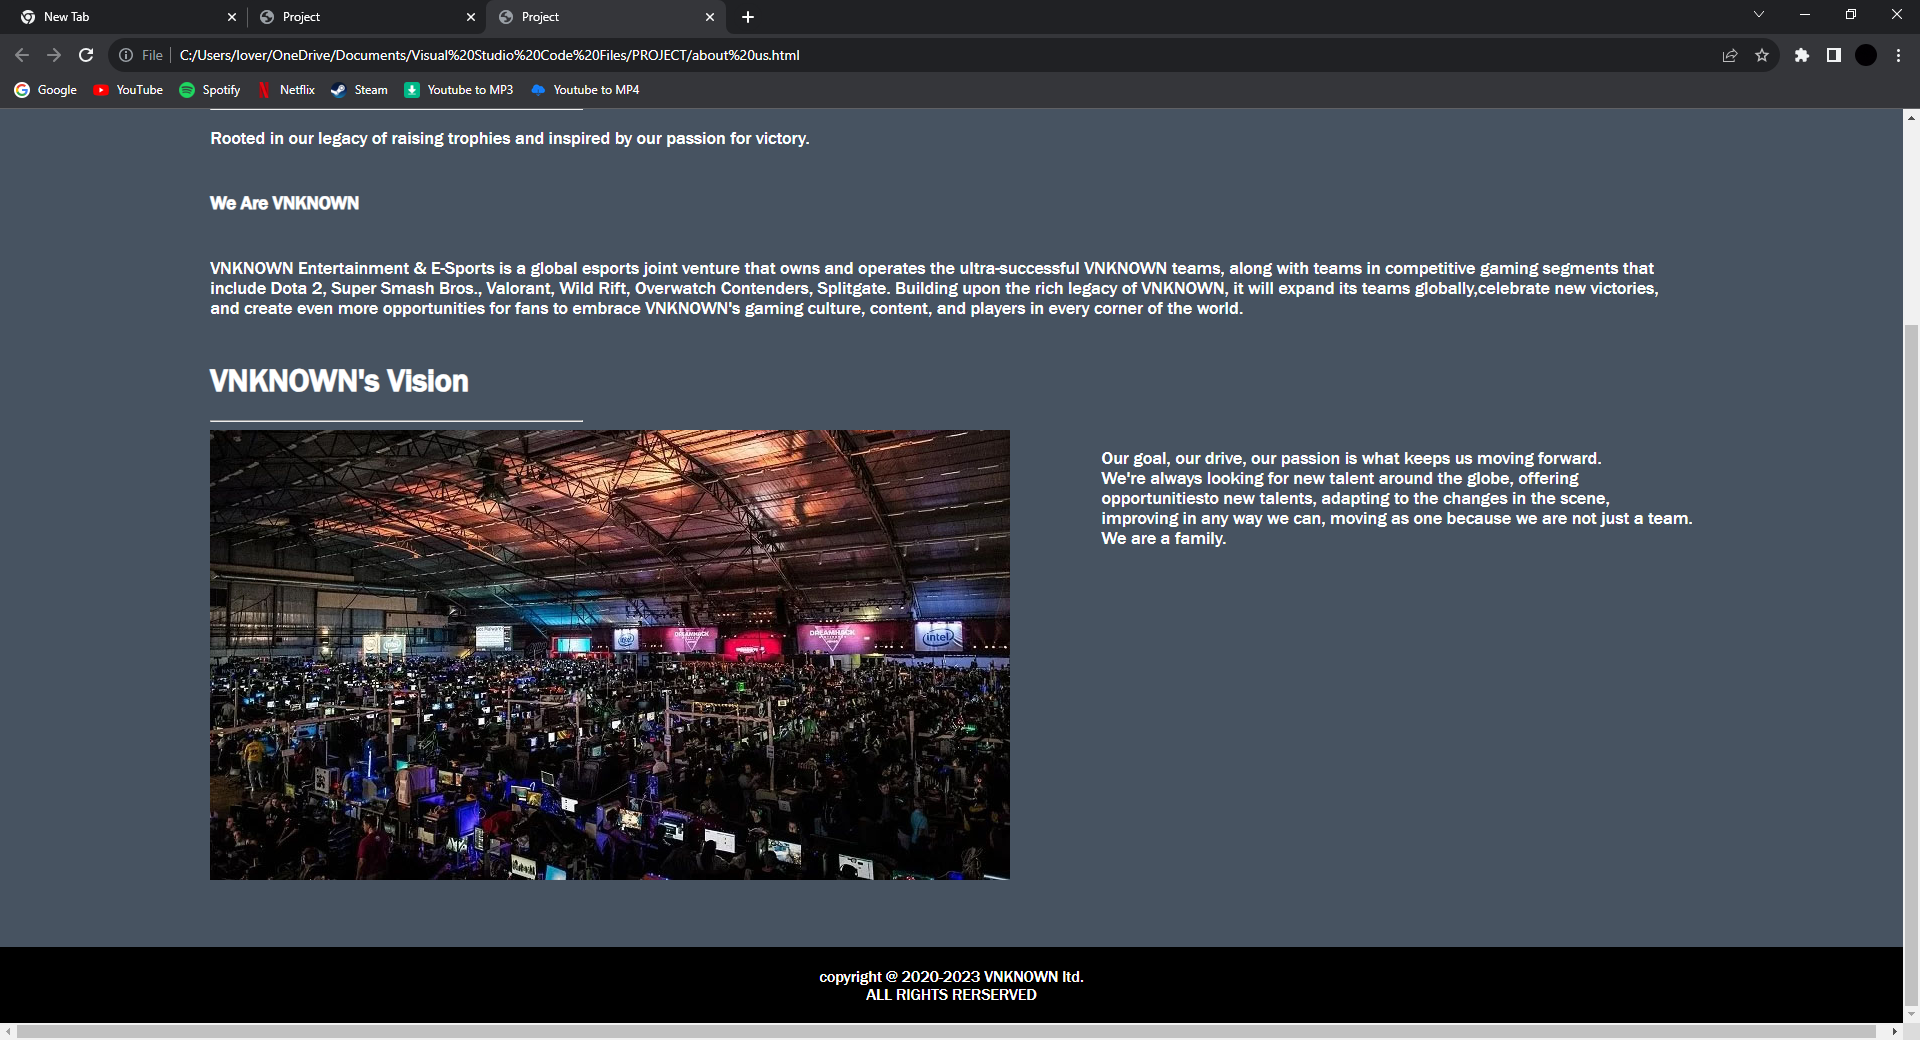 New Tab
Project
Project
File
C:/Users/lover/OneDrive/Documents/Visual%20Studio%20Code%20Files/PROJECT/about%20us.html
Google
YouTube
Spotify
Netflix
Steam
Youtube to MP3
Youtube to MP4
Rooted in our legacy of raising trophies and inspired by our passion for victory.
We Are VNKNOWN
VNKNOWN Entertainment & E-Sports is a global esports joint venture that owns and operates the ultra-successful VNKNOWN teams, along with teams in competitive gaming segments that
include Dota 2, Super Smash Bros., Valorant, Wild Rift, Overwatch Contenders, Splitgate. Building upon the rich legacy of VNKNOWN, it will expand its teams globally,celebrate new victories,
and create even more opportunities for fans to embrace VNKNOWN's gaming culture, content, and players in every corner of the world.
VNKNOWN's Vision
Our goal, our drive, our passion is what keeps us moving forward.
We're always looking for new talent around the globe, offering
opportunitiesto new talents, adapting to the changes in the scene,
improving in any way we can, moving as one because we are not just a team.
We are a family.
intel
DREAMHACK
DREAMHACK
intel
copyright @ 2020-2023 VNKNOWN ltd.
ALL RIGHTS RERSERVED